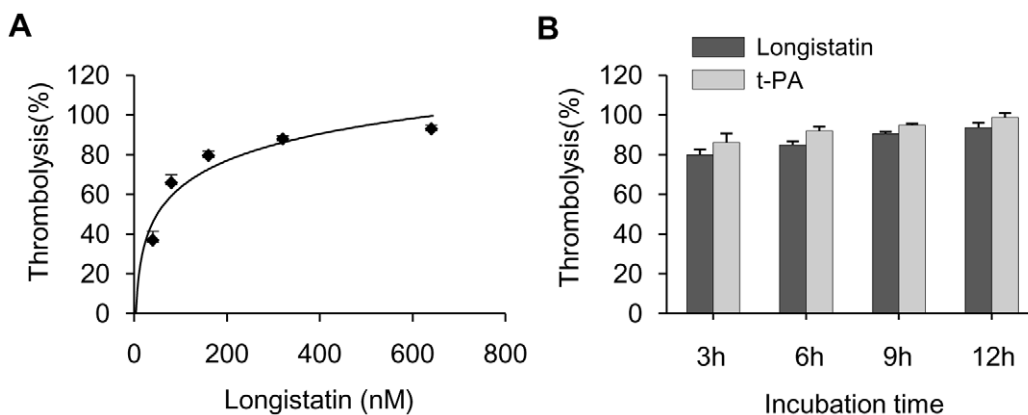 A
Thrombolysis(%)
120
100
80
60
40
20
0
0 200 400 600 800
Longistatin (nM)
B
Longistatin
t-PA
Thrombolysis(%)
120
100
80
60
40
20
0
3h 6h 9h 12h
Incubation time